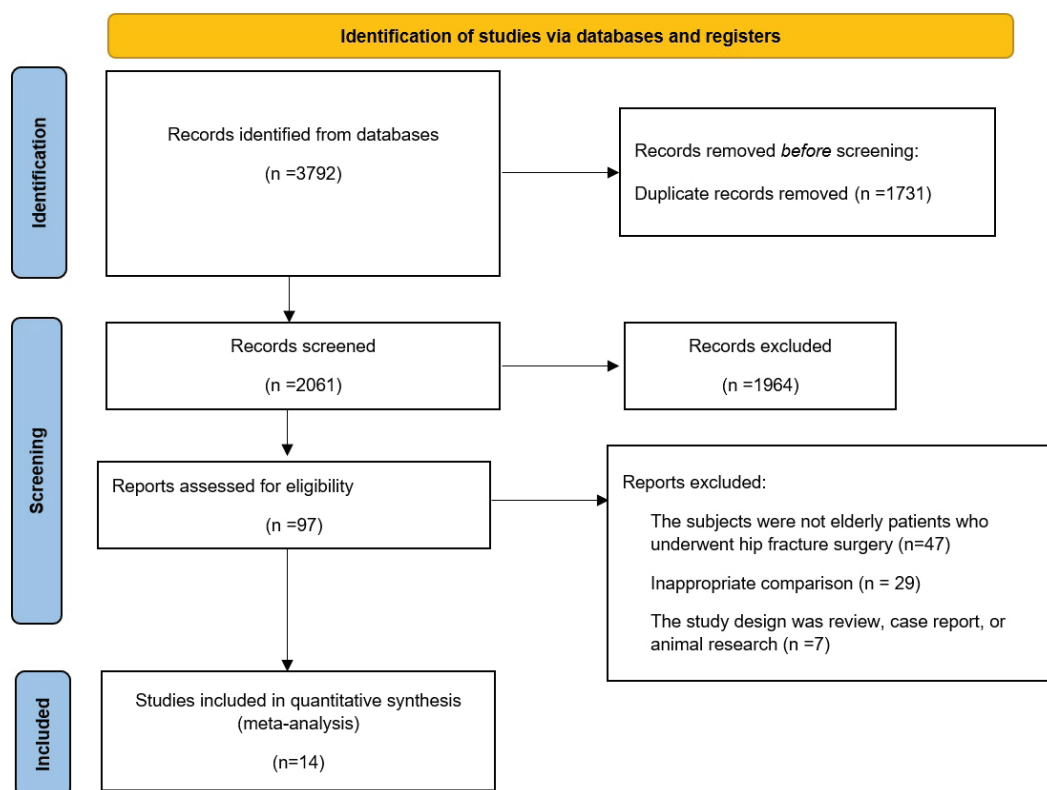 Identification of studies via databases and registers
Identification
Records identified from databases
(n =3792)
Records removed before screening:
Duplicate records removed (n =1731)
Screening
Records screened
(n =2061)
Records excluded
(n =1964)
Reports assessed for eligibility
(n =97)
Reports excluded:
The subjects were not elderly patients who
underwent hip fracture surgery (n=47)
Inappropriate comparison (n = 29)
The study design was review, case report, or
animal research (n =7)
Included
Studies included in quantitative synthesis
(meta-analysis)
(n=14)